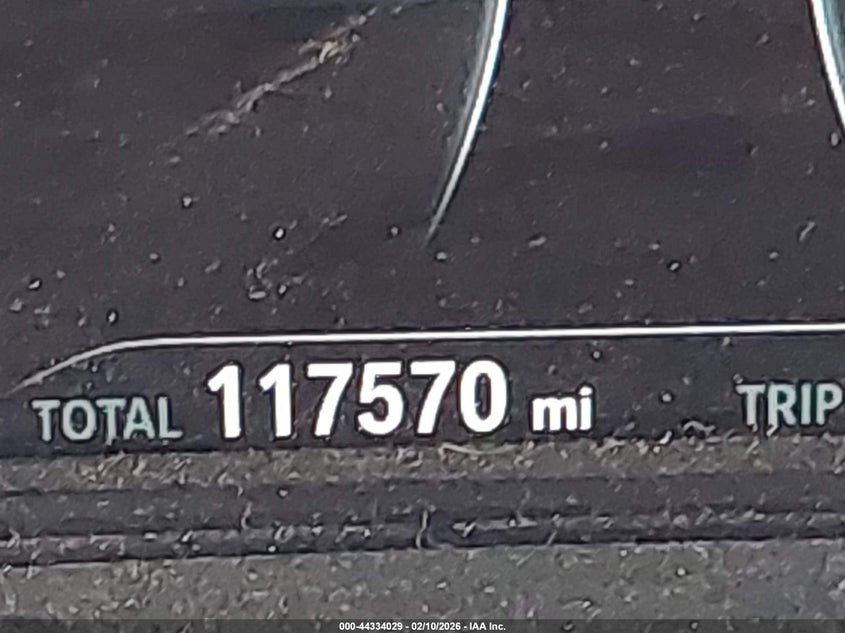 TOTAL 117570 mi TRIP
000-44334029 - 02/10/2026 - IAA Inc.